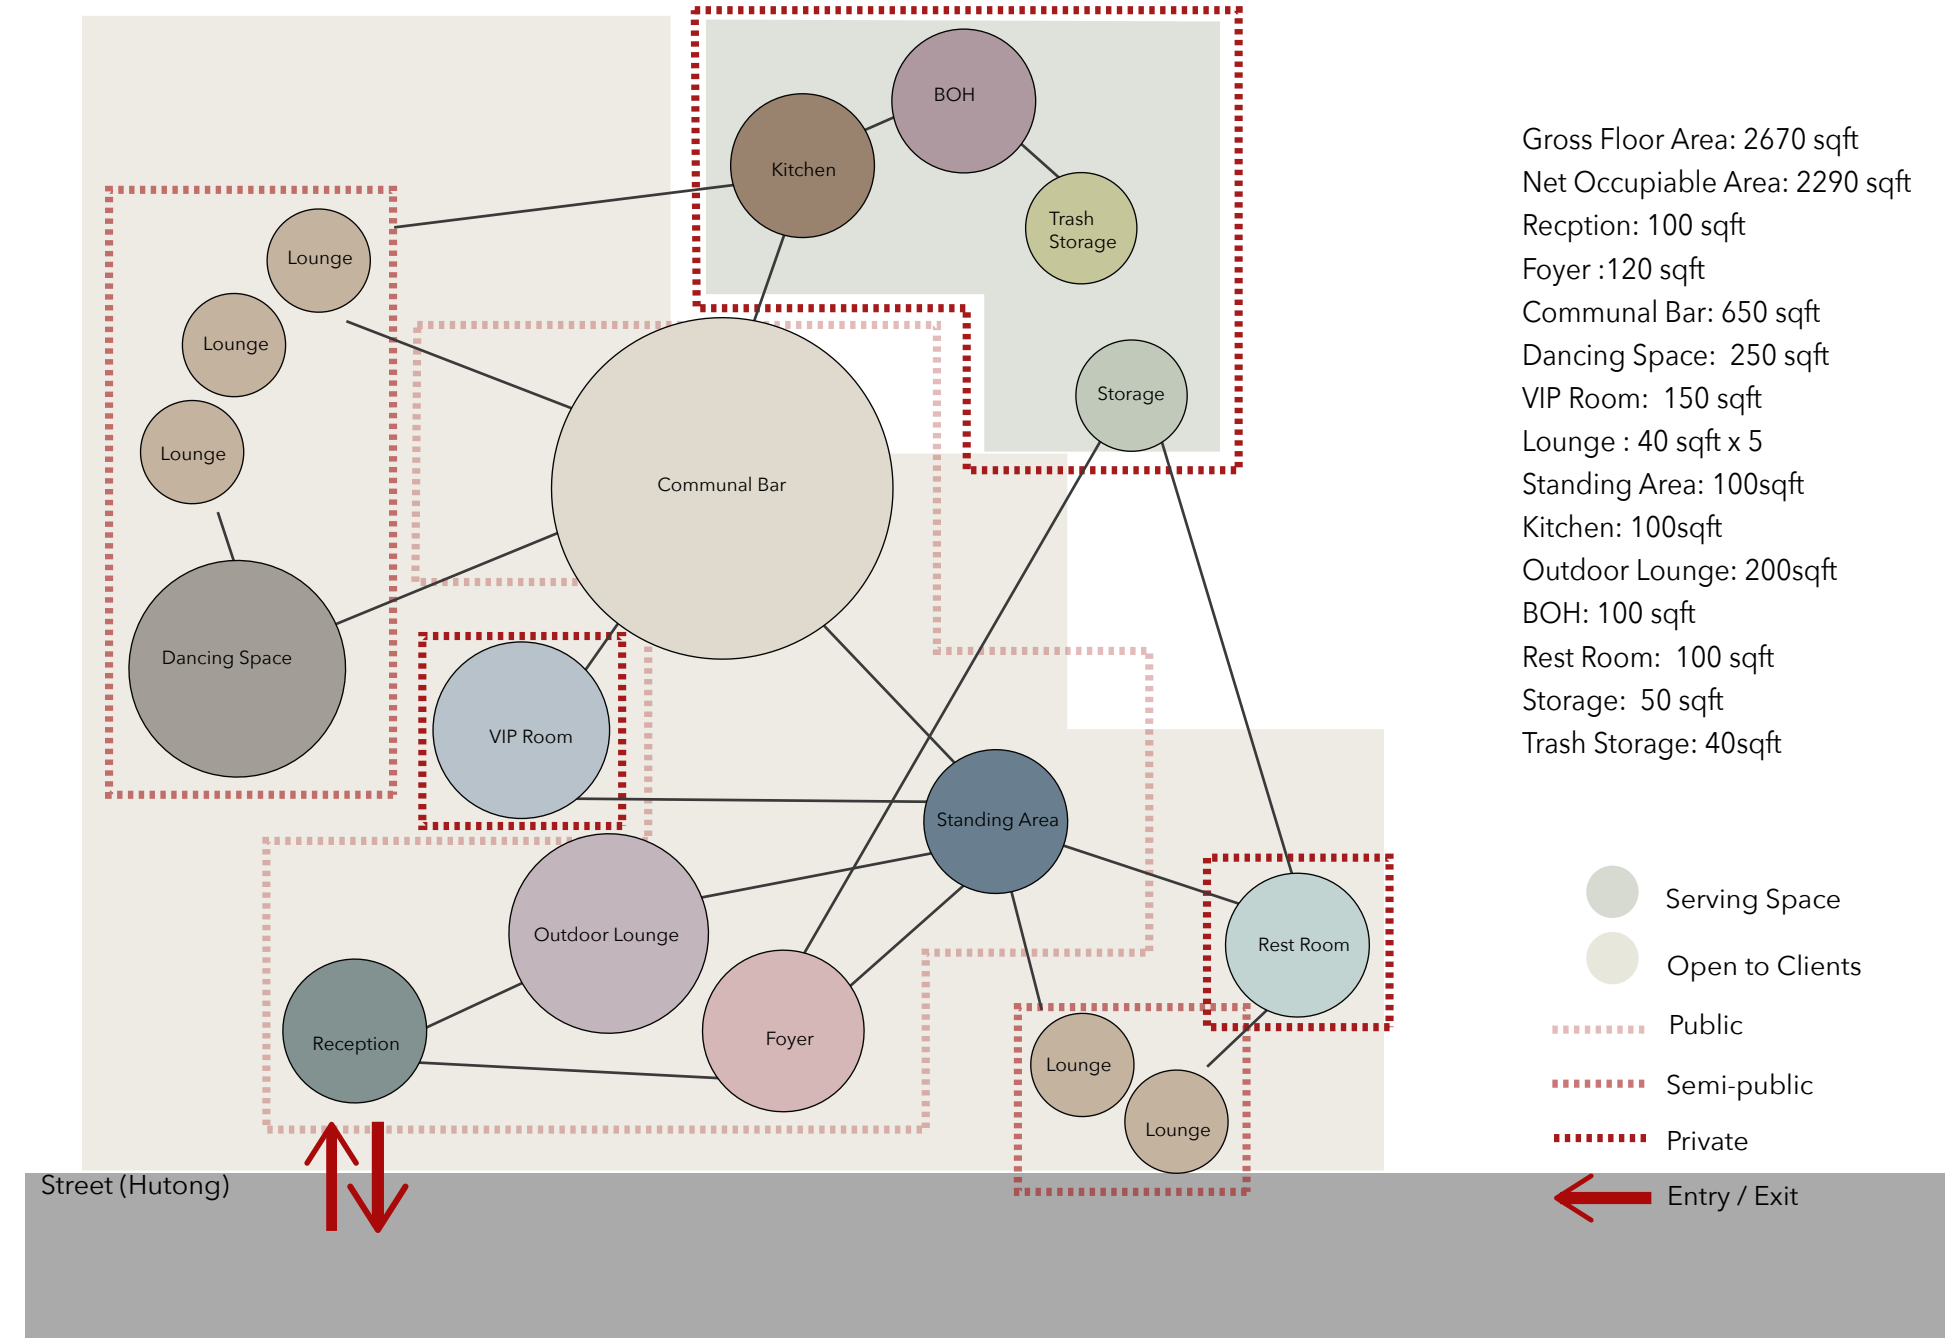 BOH
Kitchen
Trash
Storage
Lounge
Lounge
Lounge
Storage
Communal Bar
Dancing Space
VIP Room
Standing Area
Outdoor Lounge
Rest Room
Reception
Foyer
Lounge
Lounge
Street (Hutong)
Gross Floor Area: 2670 sqft
Net Occupiable Area: 2290 sqft
Recption: 100 sqft
Foyer :120 sqft
Communal Bar: 650 sqft
Dancing Space:  250 sqft
VIP Room:  150 sqft
Lounge : 40 sqft x 5
Standing Area: 100sqft
Kitchen: 100sqft
Outdoor Lounge: 200sqft
BOH: 100 sqft
Rest Room:  100 sqft
Storage:  50 sqft
Trash Storage: 40sqft
Serving Space
Open to Clients
Public
Semi-public
Private
Entry / Exit